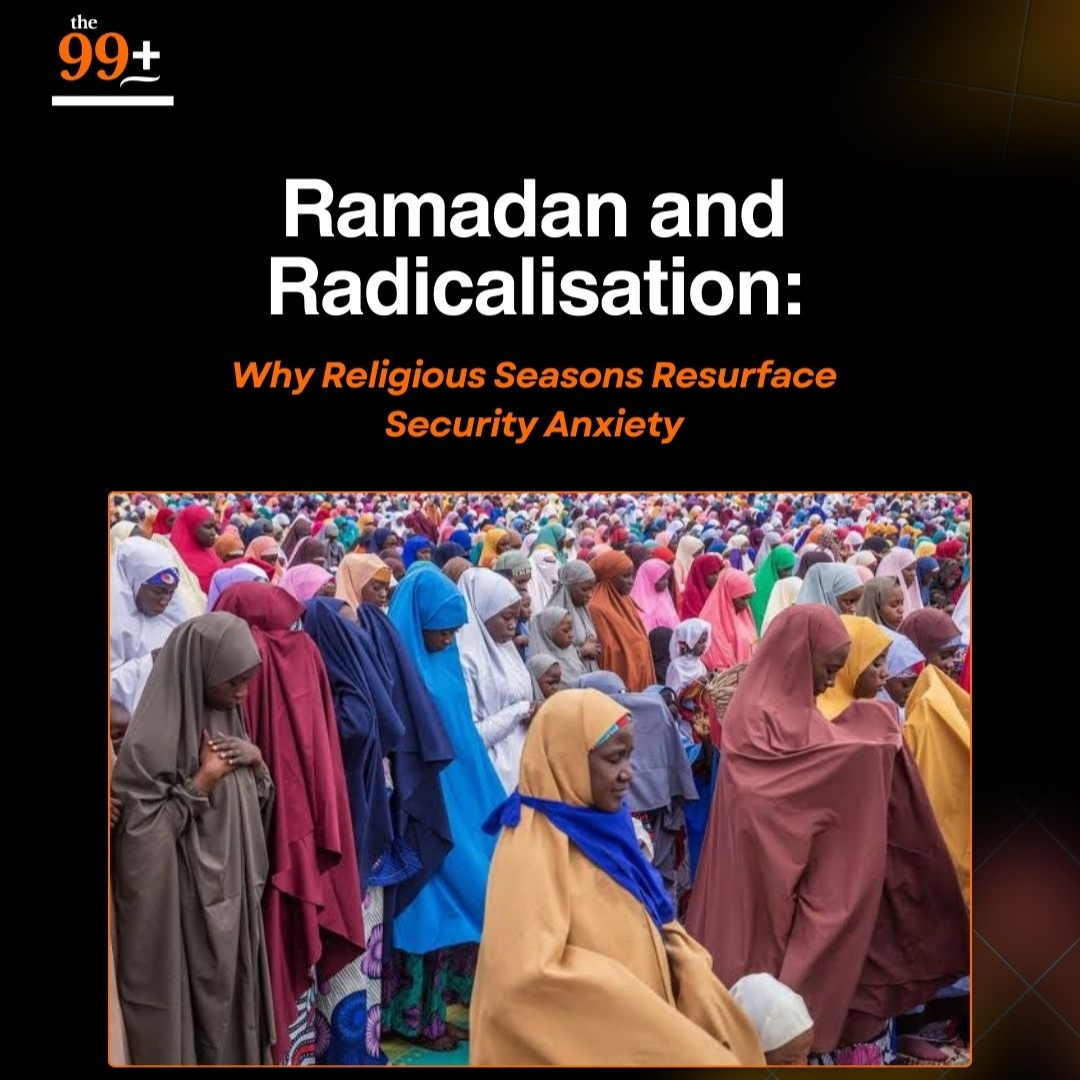 the
99+
Ramadan and
Radicalisation:
Why Religious Seasons Resurface
Security Anxiety